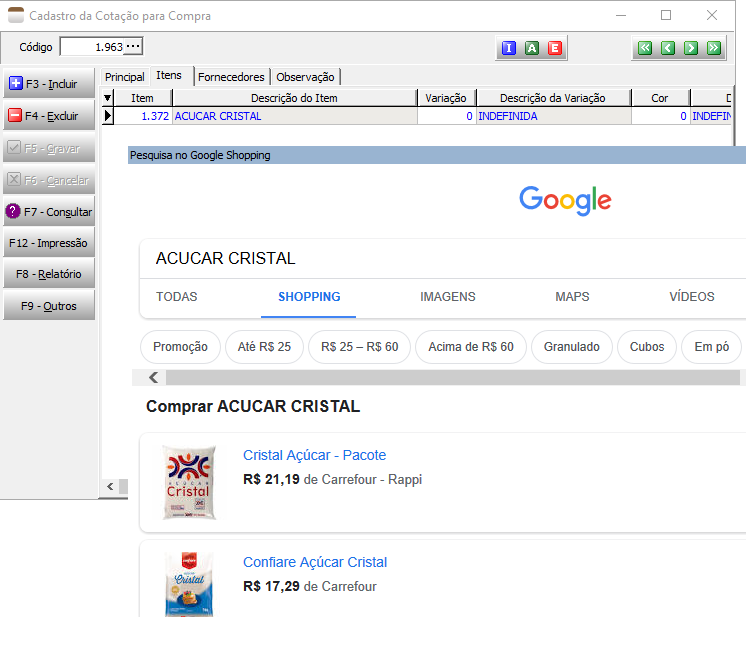 Cadastro da Cotação para Compra
Código 1.963 ... I A E
Principal Itens Fornecedores Observação
F3 - Incluir
F4 - Excluir
F5 - Gravar
F6 - Cancelar
F7 - Consultar
F12 - Impressão
F8 - Relatório
F9 - Outros
Item Descrição do Item Variação Descrição da Variação Cor D
1.372 ACUCAR CRISTAL 0 INDEFINIDA 0 INDEFIN
Pesquisa no Google Shopping
Google
ACUCAR CRISTAL
TODAS SHOPPING IMAGENS MAPS VÍDEOS
Promoção Até R$ 25 R$ 25 – R$ 60 Acima de R$ 60 Granulado Cubos Em pó
Comprar ACUCAR CRISTAL
Cristal Açúcar - Pacote
R$ 21,19 de Carrefour - Rappi
AÇÚCAR
Cristal
Confiare Açúcar Cristal
R$ 17,29 de Carrefour
Cristal